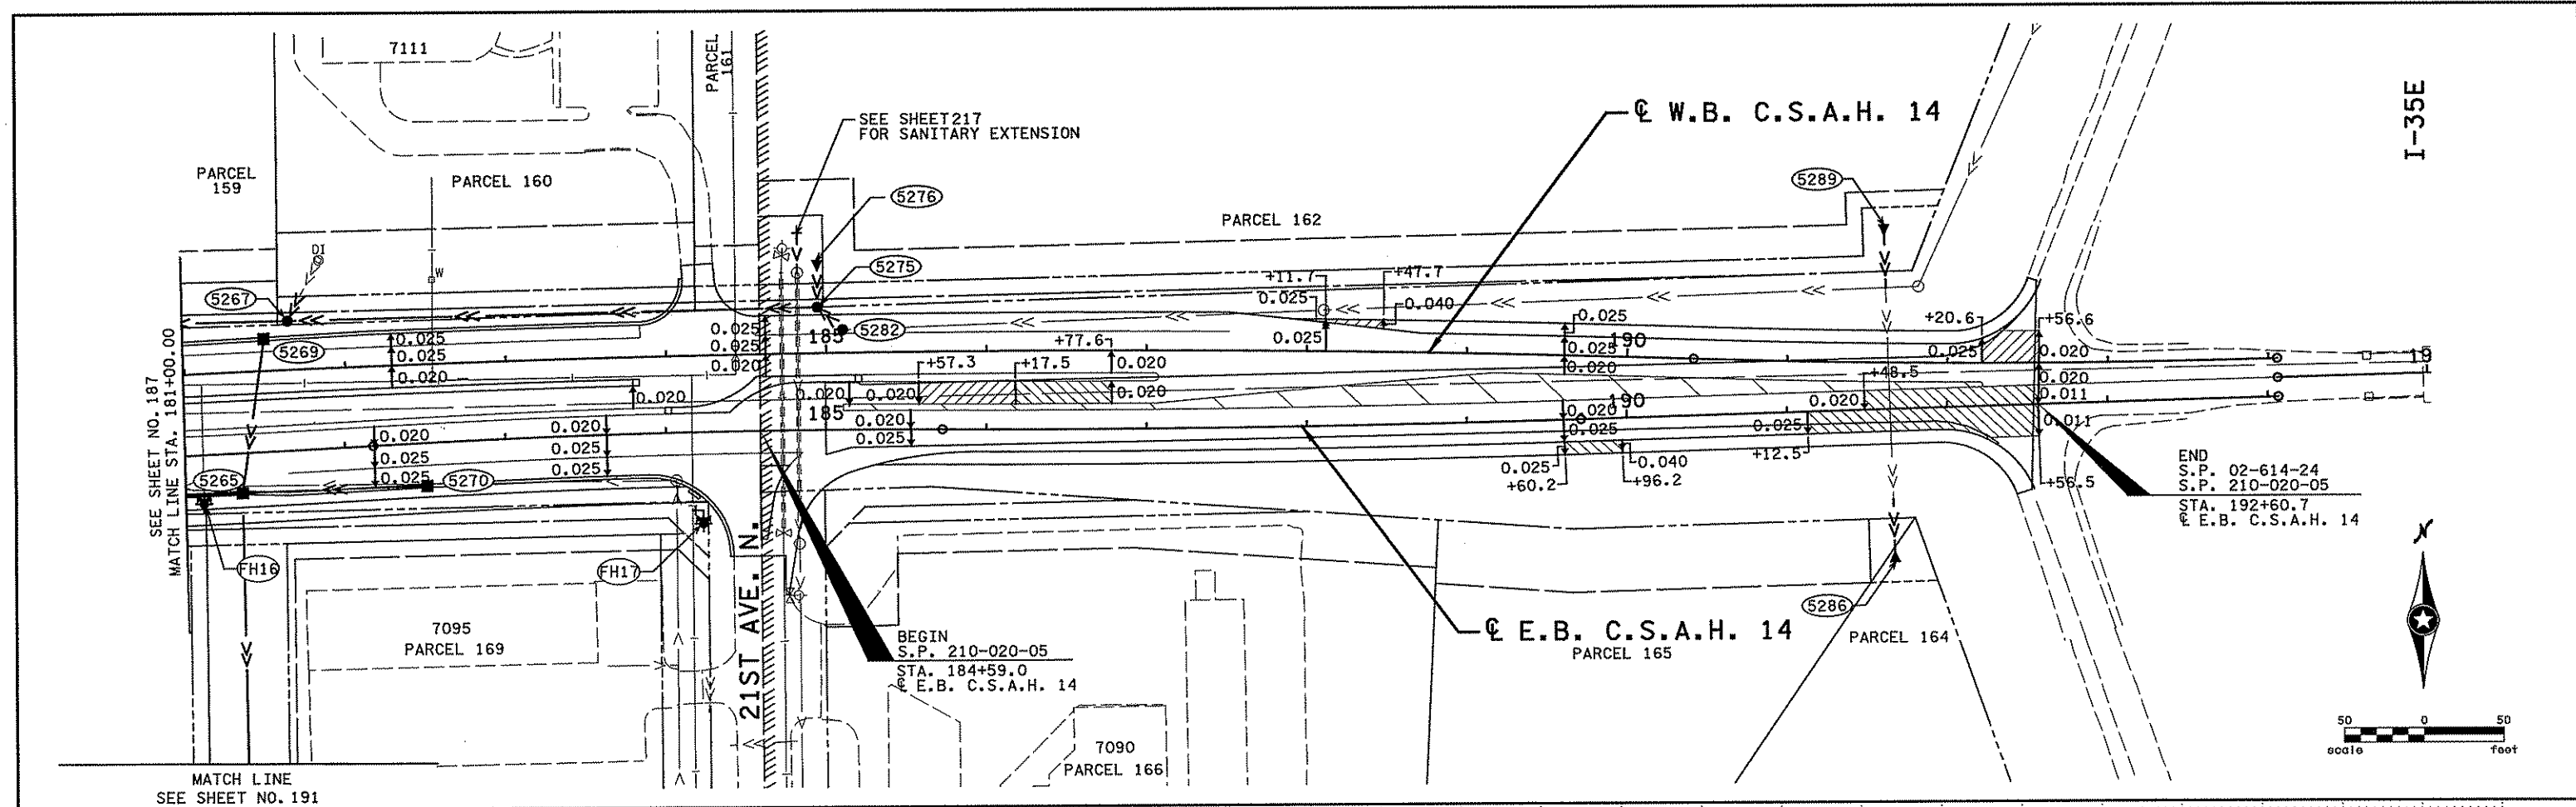 7111
PARCEL
161
SEE SHEET217
FOR SANITARY EXTENSION
℄ W.B. C.S.A.H. 14
I-35E
PARCEL
159
PARCEL 160
5276
5289
PARCEL 162
DI
W
5275
5267
5282
5269
+11.7
+47.7
0.025
0.040
0.025
0.025
0.025
0.020
0.025
0.025
0.020
185
+77.6
0.020
0.025
0.025
0.020
190
+20.6
+56.6
0.025
0.020
+57.3
+17.5
0.020
0.020
0.020
0.020
185
+48.5
0.020
0.020
0.011
0.011
0.020
190
0.025
0.020
0.025
0.025
0.020
0.025
0.025
0.020
0.025
0.025
+12.5
0.025
0.040
+60.2
+96.2
+56.5
19
SEE SHEET NO. 187
MATCH LINE STA. 181+00.00
5265
5270
END
S.P. 02-614-24
S.P. 210-020-05
STA. 192+60.7
℄ E.B. C.S.A.H. 14
N
FH16
FH17
21ST AVE. N.
5286
7095
PARCEL 169
BEGIN
S.P. 210-020-05
STA. 184+59.0
℄ E.B. C.S.A.H. 14
℄ E.B. C.S.A.H. 14
PARCEL 165
PARCEL 164
7090
PARCEL 166
50 0 50
scale feet
MATCH LINE
SEE SHEET NO. 191